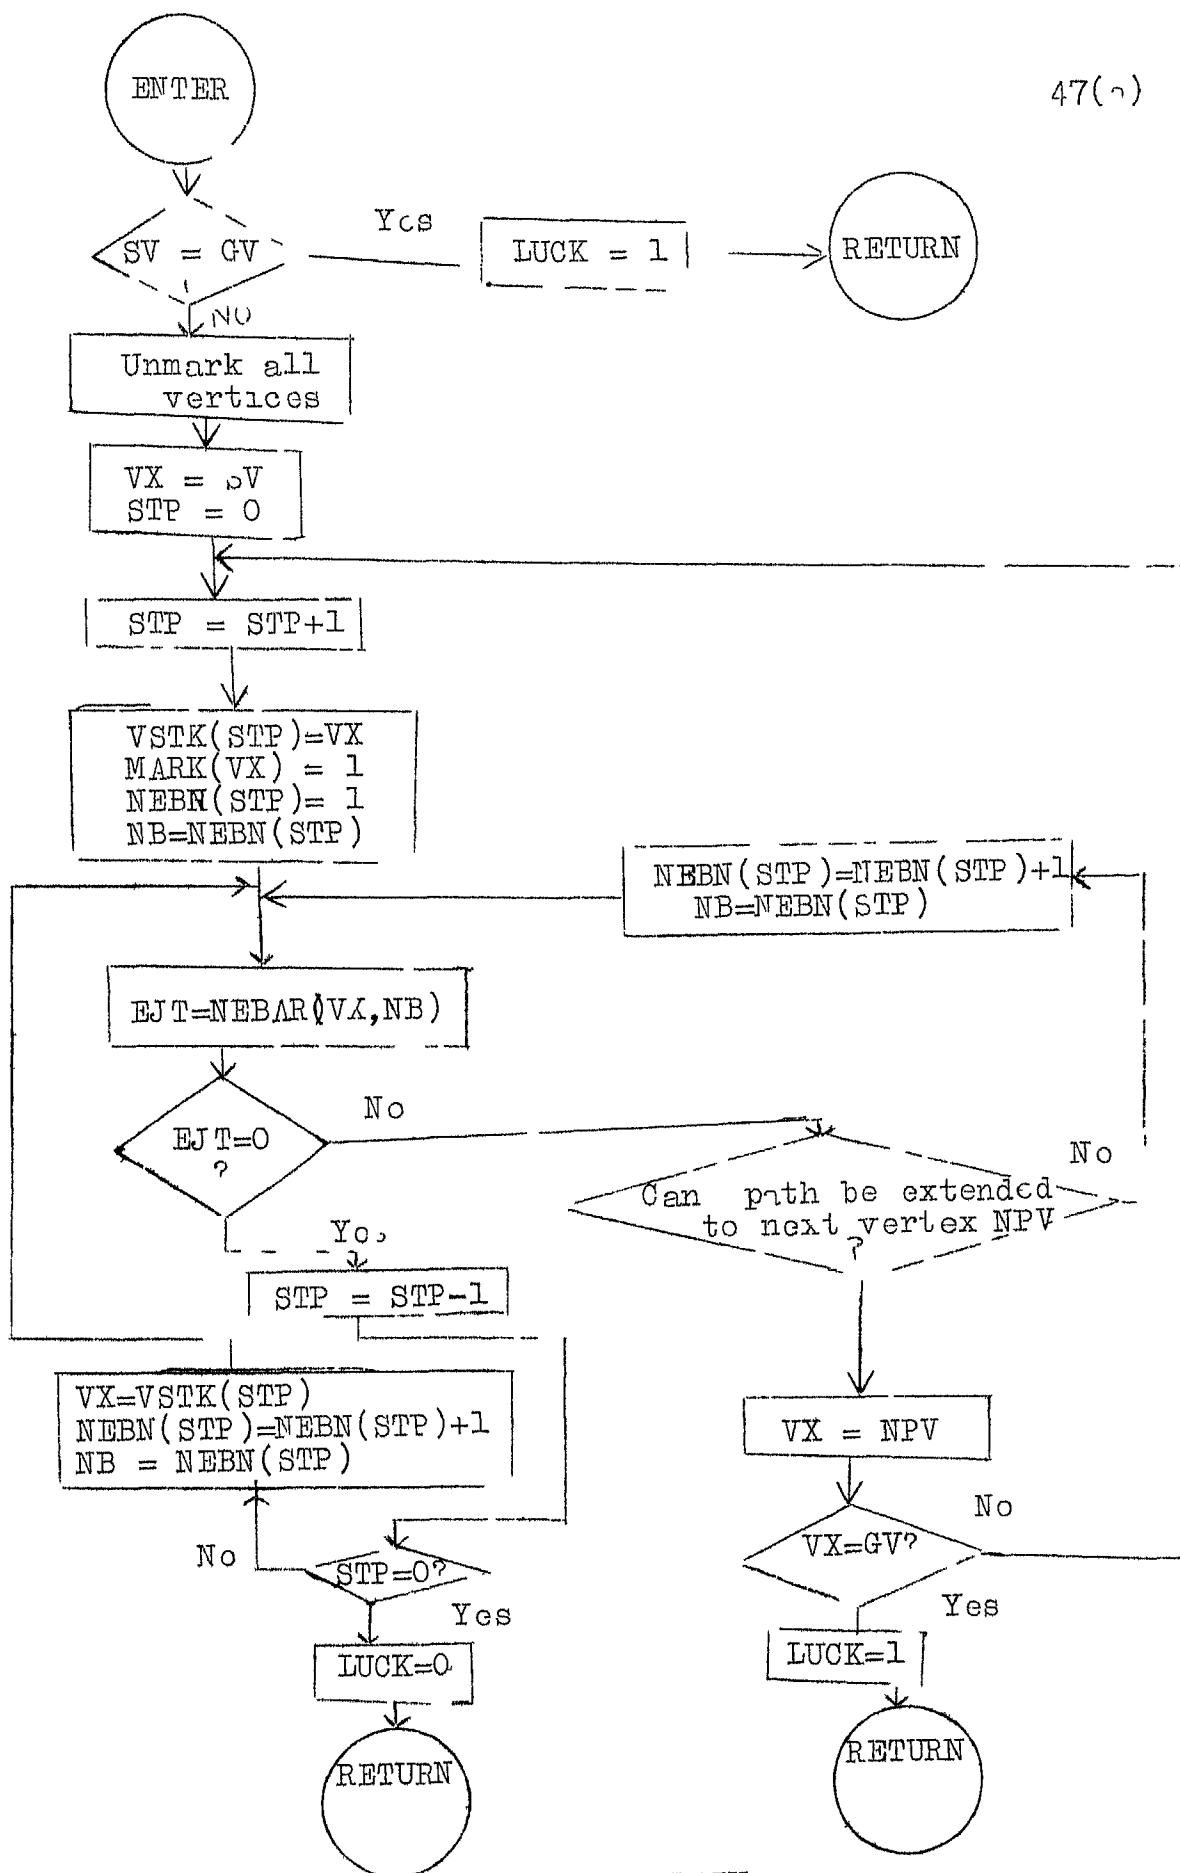 ENTER
SV = GV
Yes
LUCK = 1
RETURN
No
Unmark all
vertices
VX = SV
STP = 0
STP = STP+1
VSTK(STP)=VX
MARK(VX) = 1
NEBN(STP)= 1
NB=NEBN(STP)
NEBN(STP)=NEBN(STP)+1
NB=NEBN(STP)
EJT=NEBAR(VX,NB)
EJT=0
?
No
Yes
Can path be extended
to next vertex NPV
?
No
STP = STP-1
VX=VSTK(STP)
NEBN(STP)=NEBN(STP)+1
NB = NEBN(STP)
VX = NPV
No
STP=0?
Yes
VX=GV?
No
Yes
LUCK=0
LUCK=1
RETURN
RETURN